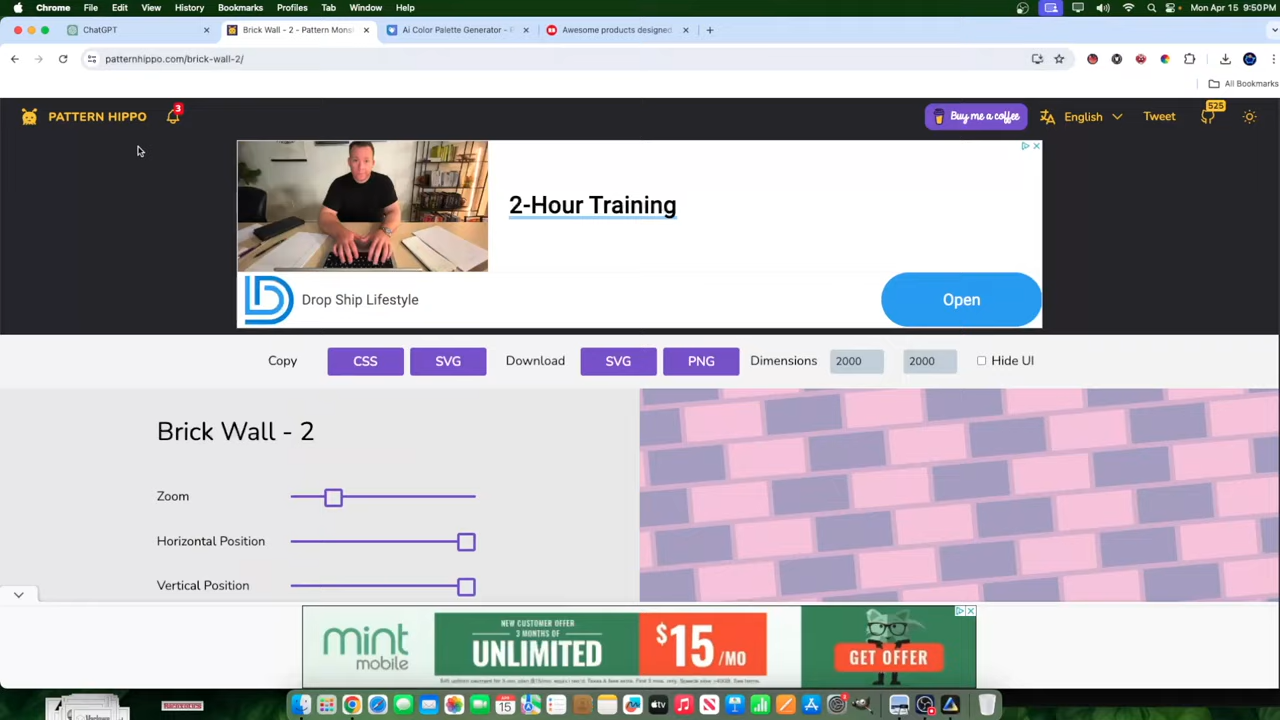 Chrome File Edit View History Bookmarks Profiles Tab Window Help Mon Apr 15 9:50 PM
ChatGPT Brick Wall - 2 - Pattern Mons Ai Color Palette Generator - Awesome products designed
patternhippo.com/brick-wall-2/
All Bookmarks
PATTERN HIPPO 3 Buy me a coffee English Tweet 525
2-Hour Training
Drop Ship Lifestyle Open
Copy CSS SVG Download SVG PNG Dimensions 2000 2000 Hide UI
Brick Wall - 2
Zoom
Horizontal Position
Vertical Position
mint mobile
NEW CUSTOMER OFFER
3 MONTHS OF
UNLIMITED
$15/MO
GET OFFER
APR
15
tv